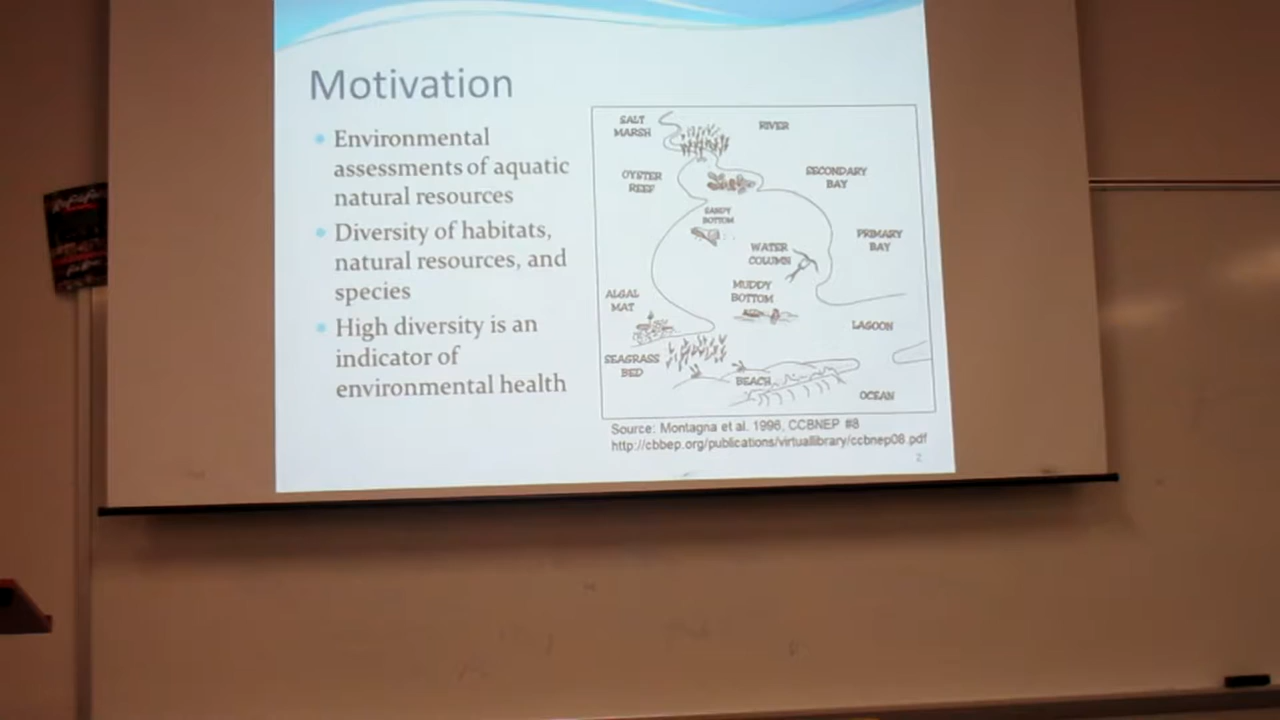 Motivation
Environmental
assessments of aquatic
natural resources
Diversity of habitats,
natural resources, and
species
High diversity is an
indicator of
environmental health
SALT
MARSH
RIVER
OYSTER
REEF
SECONDARY
BAY
SANDY
BOTTOM
PRIMARY
BAY
WATER
COLUMN
MUDDY
BOTTOM
ALGAL
MAT
LAGOON
SEAGRASS
BED
BEACH
OCEAN
Source: Montagna et al. 1996, CCBNEP #8
http://cbbep.org/publications/virtuallibrary/ccbnep08.pdf
2